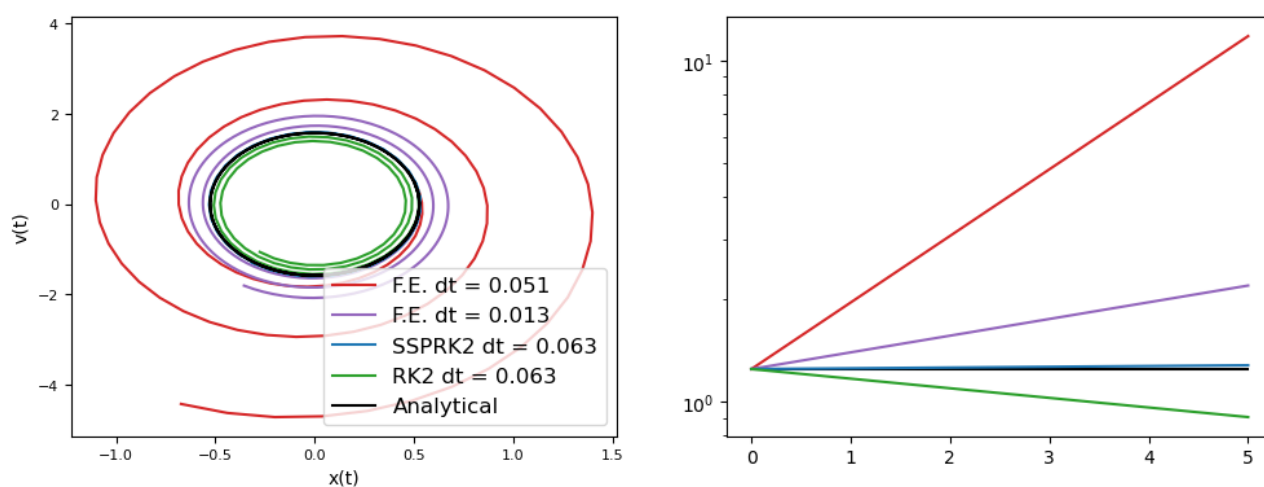 4
2
0
−2
−4
v(t)
−1.0 −0.5 0.0 0.5 1.0 1.5
x(t)
F.E. dt = 0.051
F.E. dt = 0.013
SSPRK2 dt = 0.063
RK2 dt = 0.063
Analytical
10¹
10⁰
0 1 2 3 4 5